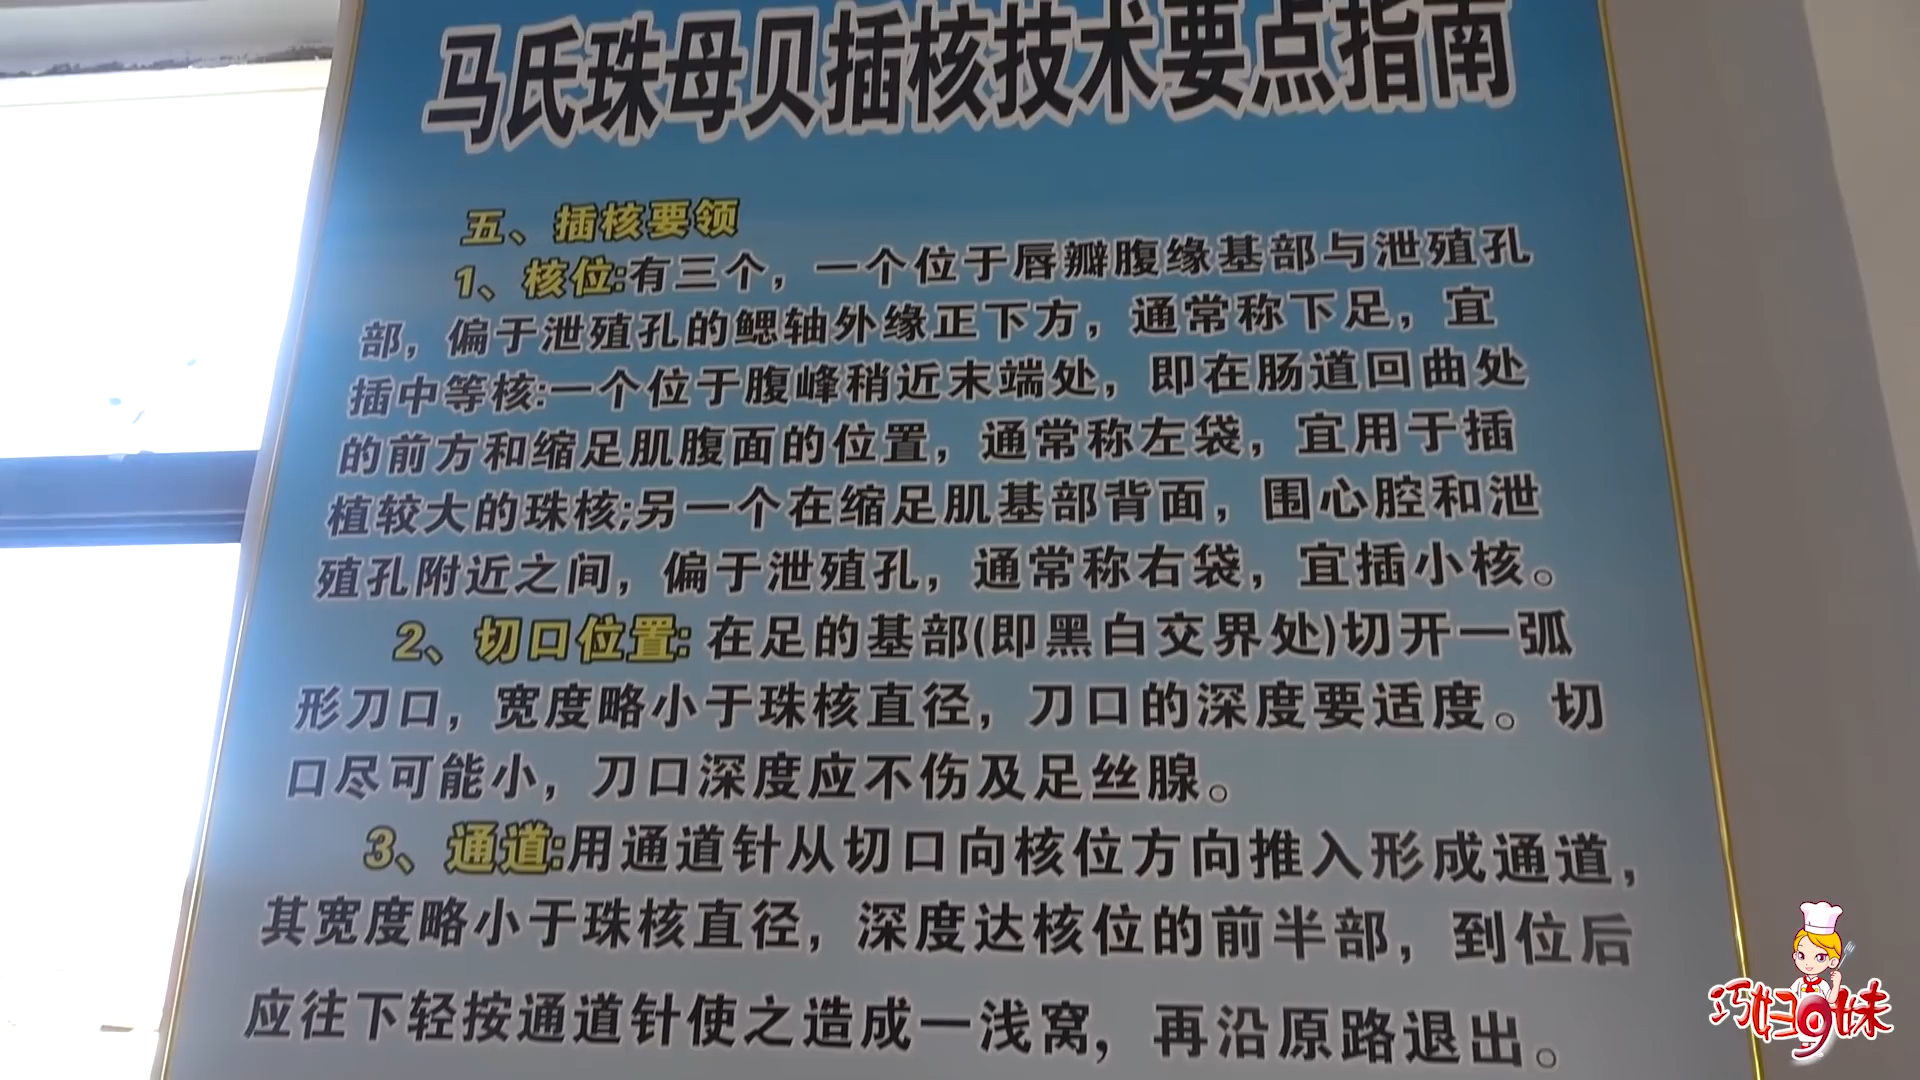 马氏珠母贝插核技术要点指南
五、插核要领
1、核位:有三个，一个位于唇瓣腹缘基部与泄殖孔
部，偏于泄殖孔的鳃轴外缘正下方，通常称下足，宜
插中等核:一个位于腹峰稍近末端处，即在肠道回曲处
的前方和缩足肌腹面的位置，通常称左袋，宜用于插
植较大的珠核;另一个在缩足肌基部背面，围心腔和泄
殖孔附近之间，偏于泄殖孔，通常称右袋，宜插小核。
2、切口位置:在足的基部(即黑白交界处)切开一弧
形刀口，宽度略小于珠核直径，刀口的深度要适度。切
口尽可能小，刀口深度应不伤及足丝腺。
3、通道:用通道针从切口向核位方向推入形成通道，
其宽度略小于珠核直径，深度达核位的前半部，到位后
应往下轻按通道针使之造成一浅窝，再沿原路退出。
巧妇9妹